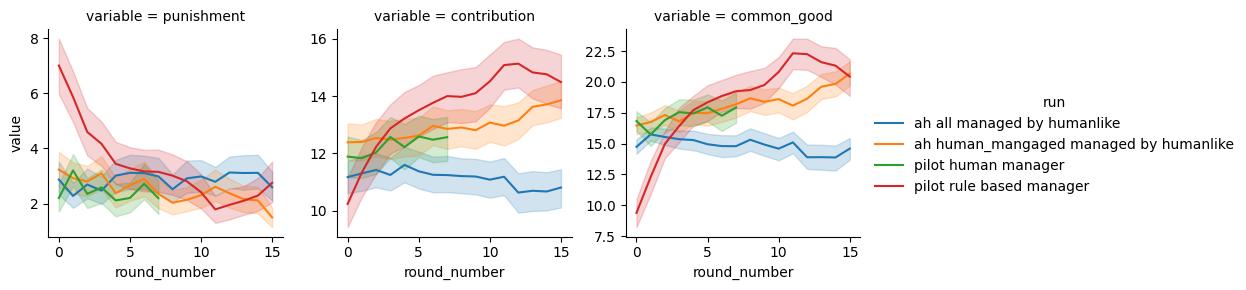 variable = punishment
variable = contribution
variable = common_good
value
8
6
4
2
0
5
10
15
round_number
16
14
12
10
0
5
10
15
round_number
22.5
20.0
17.5
15.0
12.5
10.0
7.5
0
5
10
15
round_number
run
ah all managed by humanlike
ah human_mangaged managed by humanlike
pilot human manager
pilot rule based manager